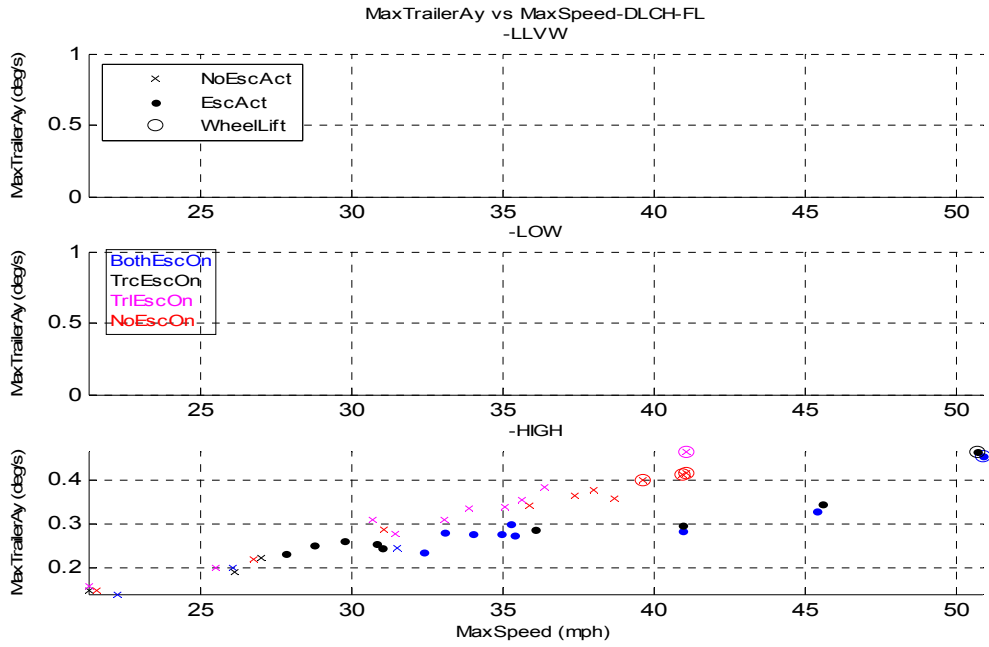 MaxTrailerAy vs MaxSpeed-DLCH-FL
-LLVW
MaxTrailerAy (deg/s)
1
0.5
0
NoEscAct
EscAct
WheelLift
25 30 35 40 45 50
-LOW
MaxTrailerAy (deg/s)
1
0.5
0
BothEscOn
TrcEscOn
TrlEscOn
NoEscOn
25 30 35 40 45 50
-HIGH
MaxTrailerAy (deg/s)
0.4
0.3
0.2
25 30 35 40 45 50
MaxSpeed (mph)